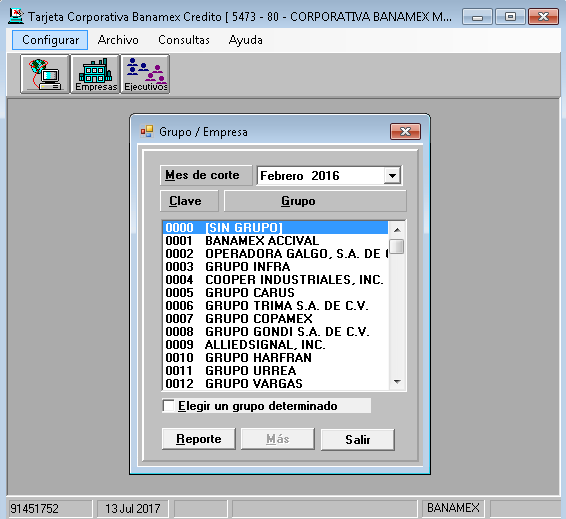 Tarjeta Corporativa Banamex Credito [ 5473 - 80 - CORPORATIVA BANAMEX M...
Configurar Archivo Consultas Ayuda
Empresas Ejecutivos
Grupo / Empresa
Mes de corte Febrero 2016
Clave Grupo
0000 [SIN GRUPO]
0001 BANAMEX ACCIVAL
0002 OPERADORA GALGO, S.A. DE C
0003 GRUPO INFRA
0004 COOPER INDUSTRIALES, INC.
0005 GRUPO CARUS
0006 GRUPO TRIMA S.A. DE C.V.
0007 GRUPO COPAMEX
0008 GRUPO GONDI S.A. DE C.V.
0009 ALLIEDSIGNAL, INC.
0010 GRUPO HARFRAN
0011 GRUPO URREA
0012 GRUPO VARGAS
Elegir un grupo determinado
Reporte Más Salir
91451752 13 Jul 2017 BANAMEX